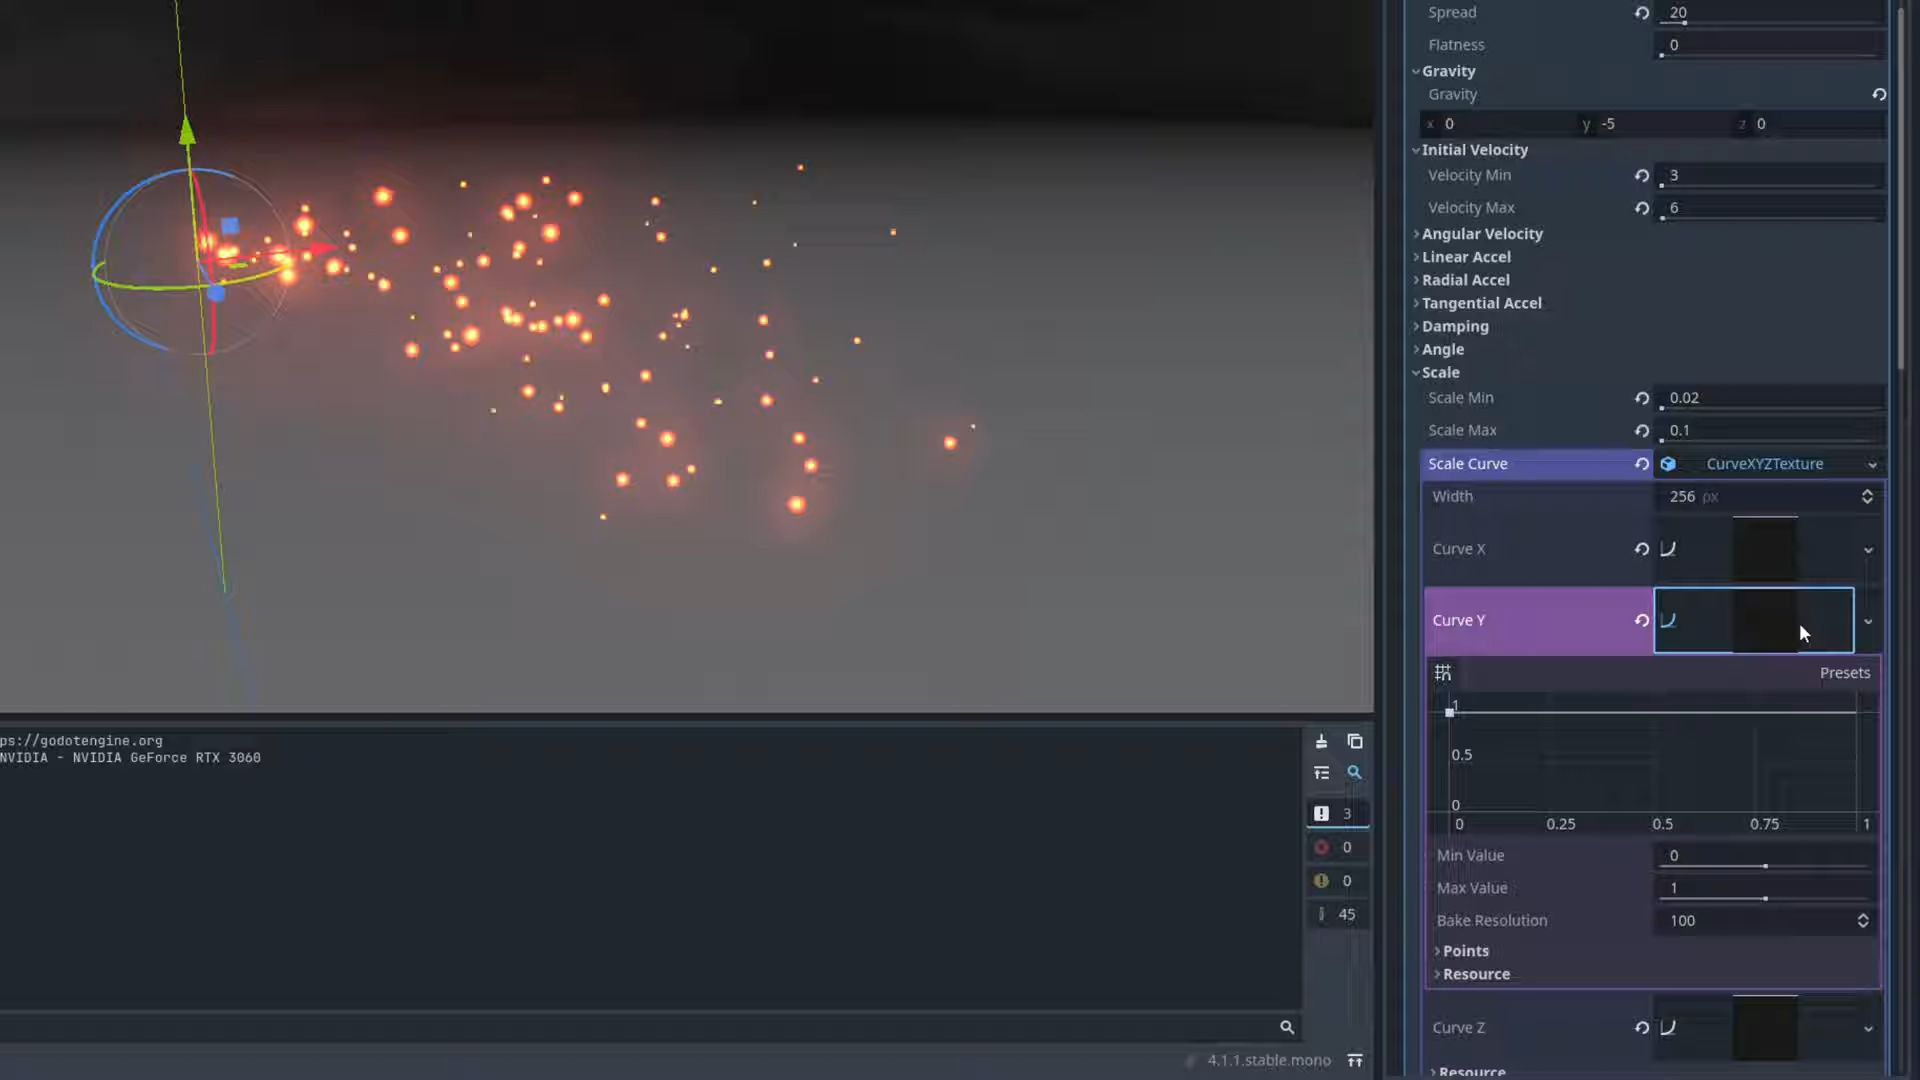 Spread 20
Flatness 0
Gravity
Gravity
x 0 y -5 z 0
Initial Velocity
Velocity Min 3
Velocity Max 6
Angular Velocity
Linear Accel
Radial Accel
Tangential Accel
Damping
Angle
Scale
Scale Min 0.02
Scale Max 0.1
Scale Curve CurveXYZTexture
Width 256 px
Curve X
Curve Y
Presets
1
0.5
0
0 0.25 0.5 0.75 1
Min Value 0
Max Value 1
Bake Resolution 100
Points
Resource
Curve Z
Resource
ps://godotengine.org
NVIDIA - NVIDIA GeForce RTX 3060
3
0
0
45
4.1.1.stable.mono